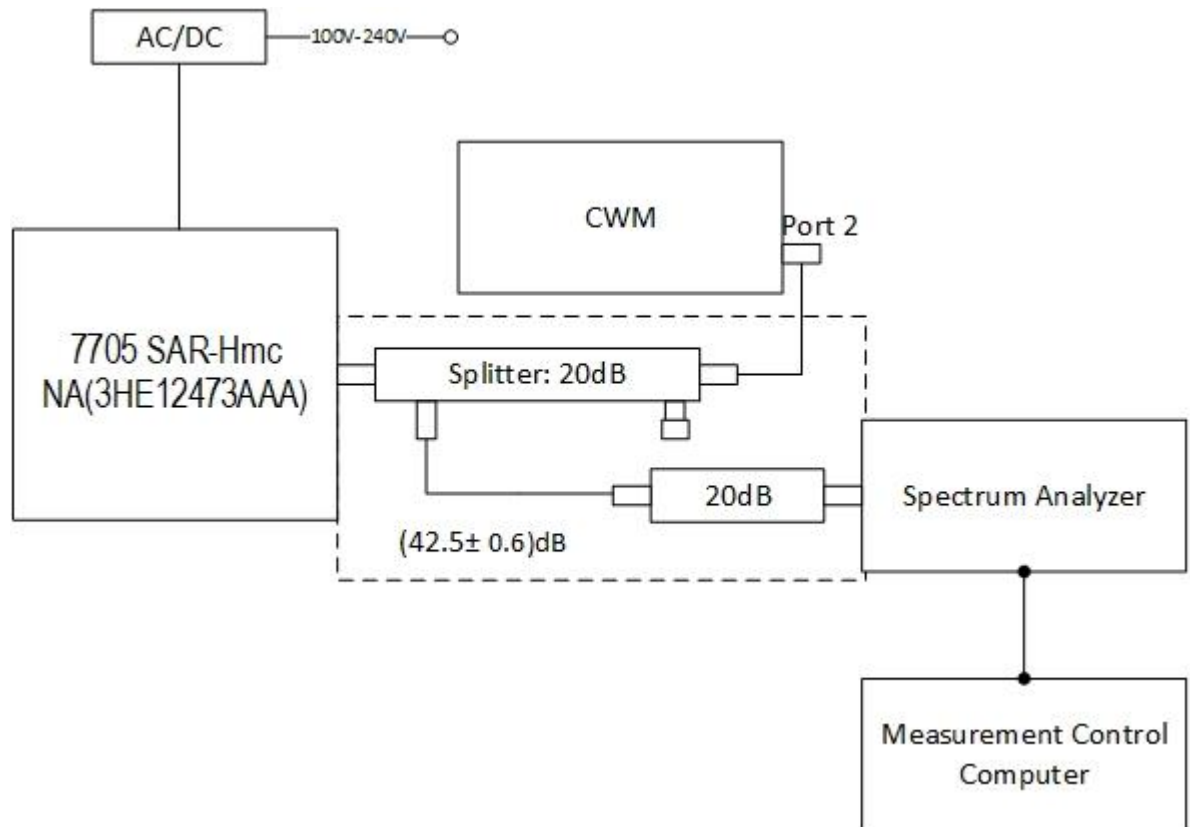 AC/DC
100V-240V
CWM
Port 2
7705 SAR-Hmc
NA(3HE12473AAA)
Splitter: 20dB
20dB
Spectrum Analyzer
(42.5± 0.6)dB
Measurement Control
Computer